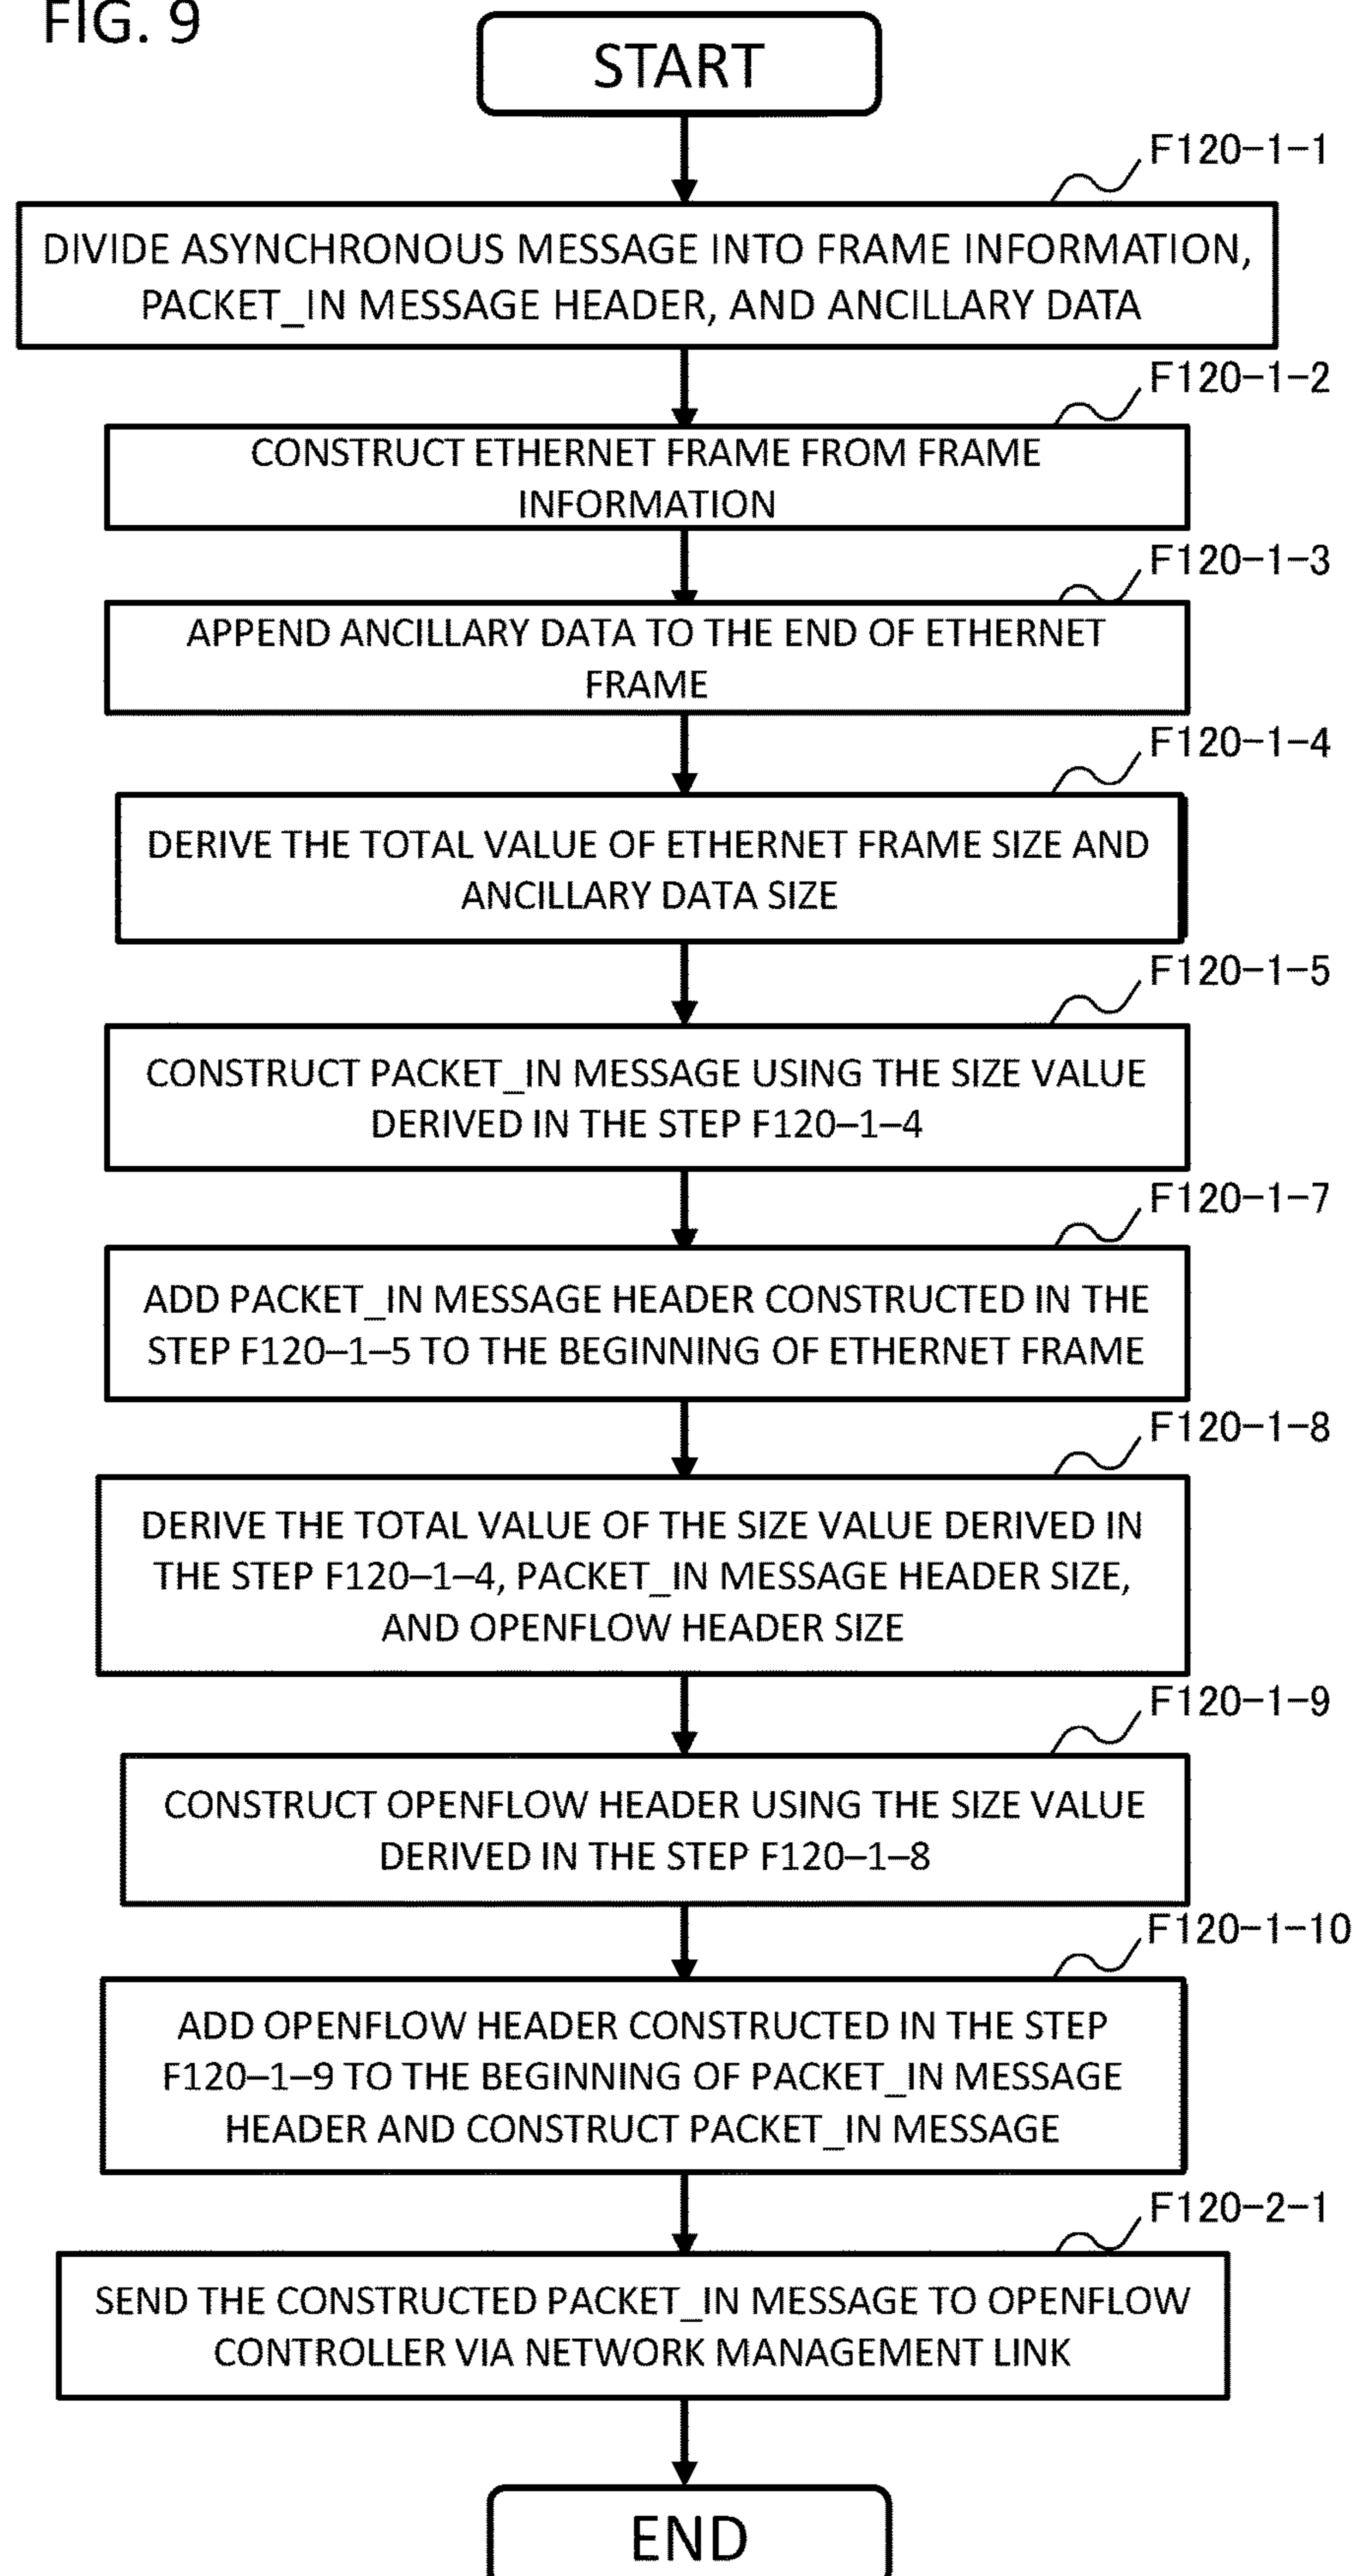 FIG. 9
START
F120-1-1
DIVIDE ASYNCHRONOUS MESSAGE INTO FRAME INFORMATION,
PACKET_IN MESSAGE HEADER, AND ANCILLARY DATA
F120-1-2
CONSTRUCT ETHERNET FRAME FROM FRAME
INFORMATION
F120-1-3
APPEND ANCILLARY DATA TO THE END OF ETHERNET
FRAME
F120-1-4
DERIVE THE TOTAL VALUE OF ETHERNET FRAME SIZE AND
ANCILLARY DATA SIZE
F120-1-5
CONSTRUCT PACKET_IN MESSAGE USING THE SIZE VALUE
DERIVED IN THE STEP F120–1–4
F120-1-7
ADD PACKET_IN MESSAGE HEADER CONSTRUCTED IN THE
STEP F120–1–5 TO THE BEGINNING OF ETHERNET FRAME
F120-1-8
DERIVE THE TOTAL VALUE OF THE SIZE VALUE DERIVED IN
THE STEP F120–1–4, PACKET_IN MESSAGE HEADER SIZE,
AND OPENFLOW HEADER SIZE
F120-1-9
CONSTRUCT OPENFLOW HEADER USING THE SIZE VALUE
DERIVED IN THE STEP F120–1–8
F120-1-10
ADD OPENFLOW HEADER CONSTRUCTED IN THE STEP
F120–1–9 TO THE BEGINNING OF PACKET_IN MESSAGE
HEADER AND CONSTRUCT PACKET_IN MESSAGE
F120-2-1
SEND THE CONSTRUCTED PACKET_IN MESSAGE TO OPENFLOW
CONTROLLER VIA NETWORK MANAGEMENT LINK
END